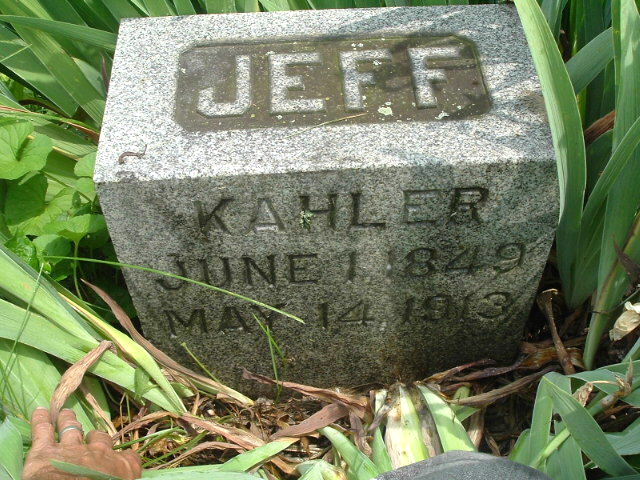 JEFF
KAHLER
JUNE 1 1849
MAY 14 1913